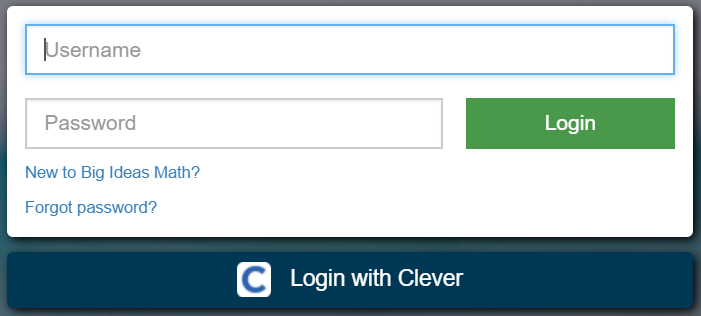 Username
Password
Login
New to Big Ideas Math?
Forgot password?
C Login with Clever